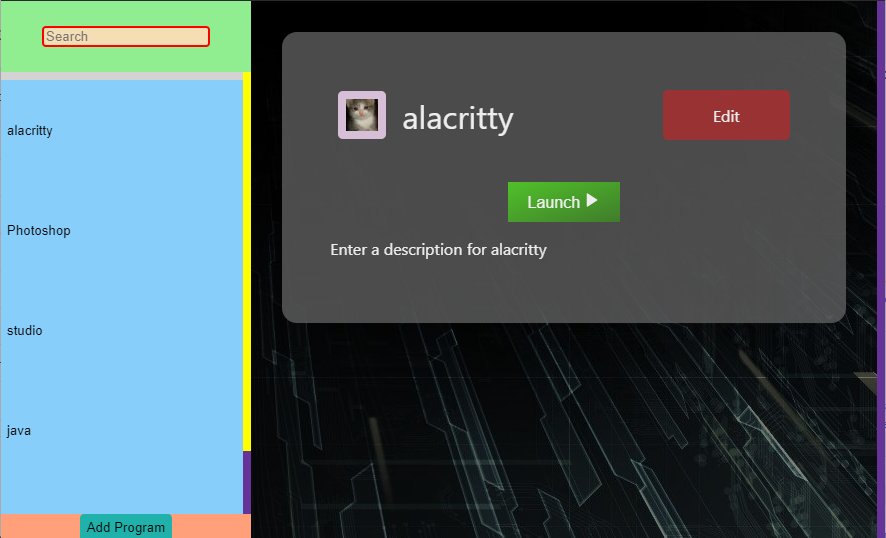 Search
alacritty
Photoshop
studio
java
Add Program
alacritty
Edit
Launch
Enter a description for alacritty